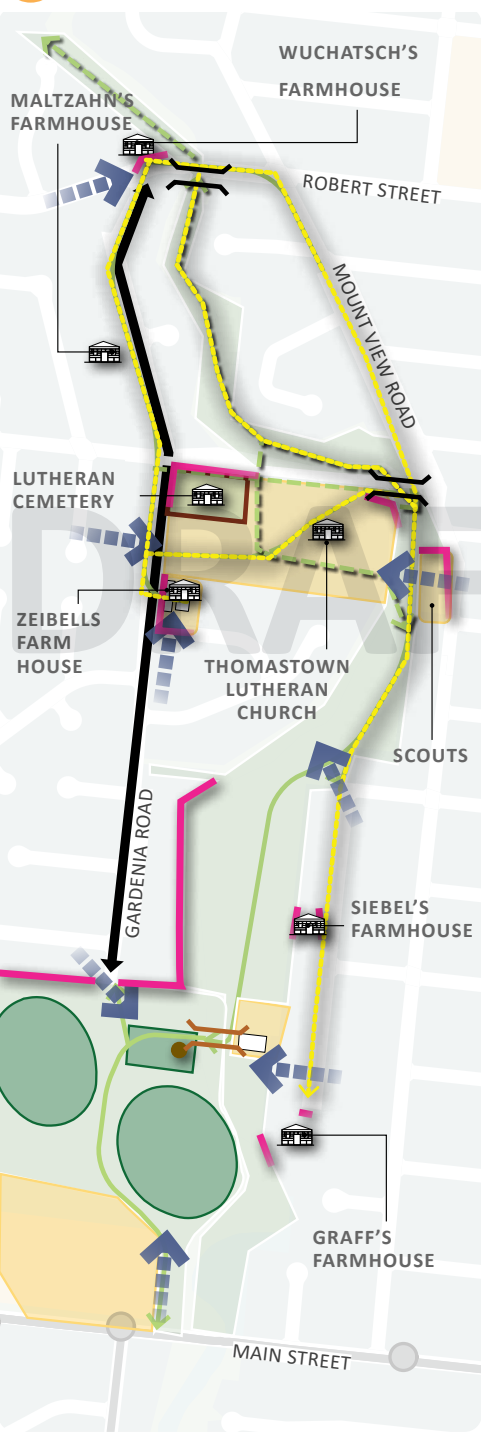 WUCHATSCH'S
FARMHOUSE
MALTZAHN'S
FARMHOUSE
ROBERT STREET
MOUNT VIEW ROAD
LUTHERAN
CEMETERY
DRAF
ZEIBELLS
FARM
HOUSE
THOMASTOWN
LUTHERAN
CHURCH
SCOUTS
GARDENIA ROAD
SIEBEL'S
FARMHOUSE
GRAFF'S
FARMHOUSE
MAIN STREET